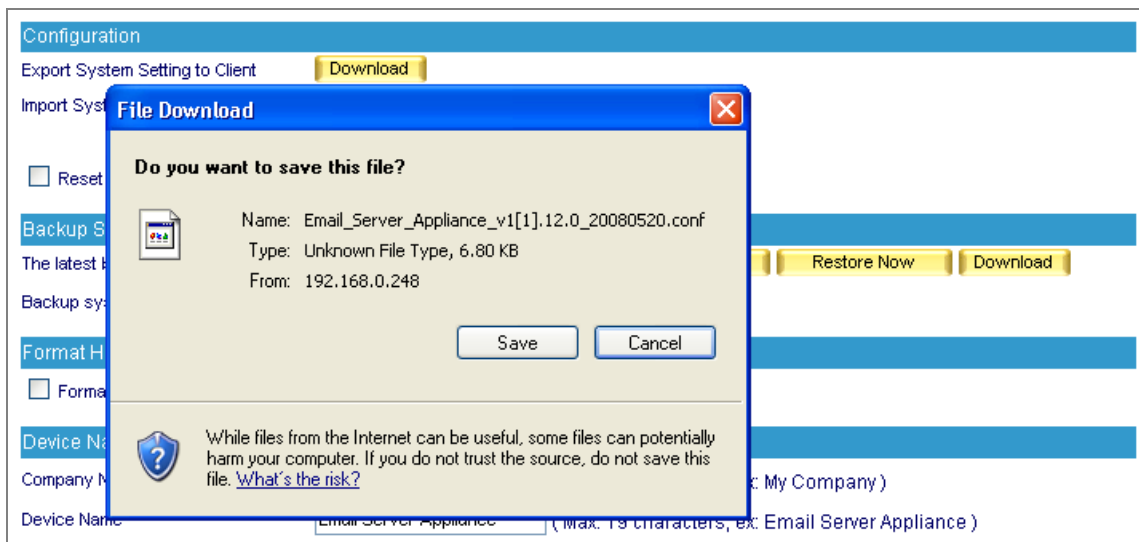 Configuration
Export System Setting to Client Download
Import Syst
File Download
Do you want to save this file?
Reset
Name: Email_Server_Appliance_v1[1].12.0_20080520.conf
Type: Unknown File Type, 6.80 KB
From: 192.168.0.248
Backup S
The latest Restore Now Download
Backup sys
Save Cancel
Format H
Forma
While files from the Internet can be useful, some files can potentially
harm your computer. If you do not trust the source, do not save this
file. What's the risk?
Device Na
Company N : My Company )
Device Name Email Server Appliance ( Max. 19 characters, ex: Email Server Appliance )